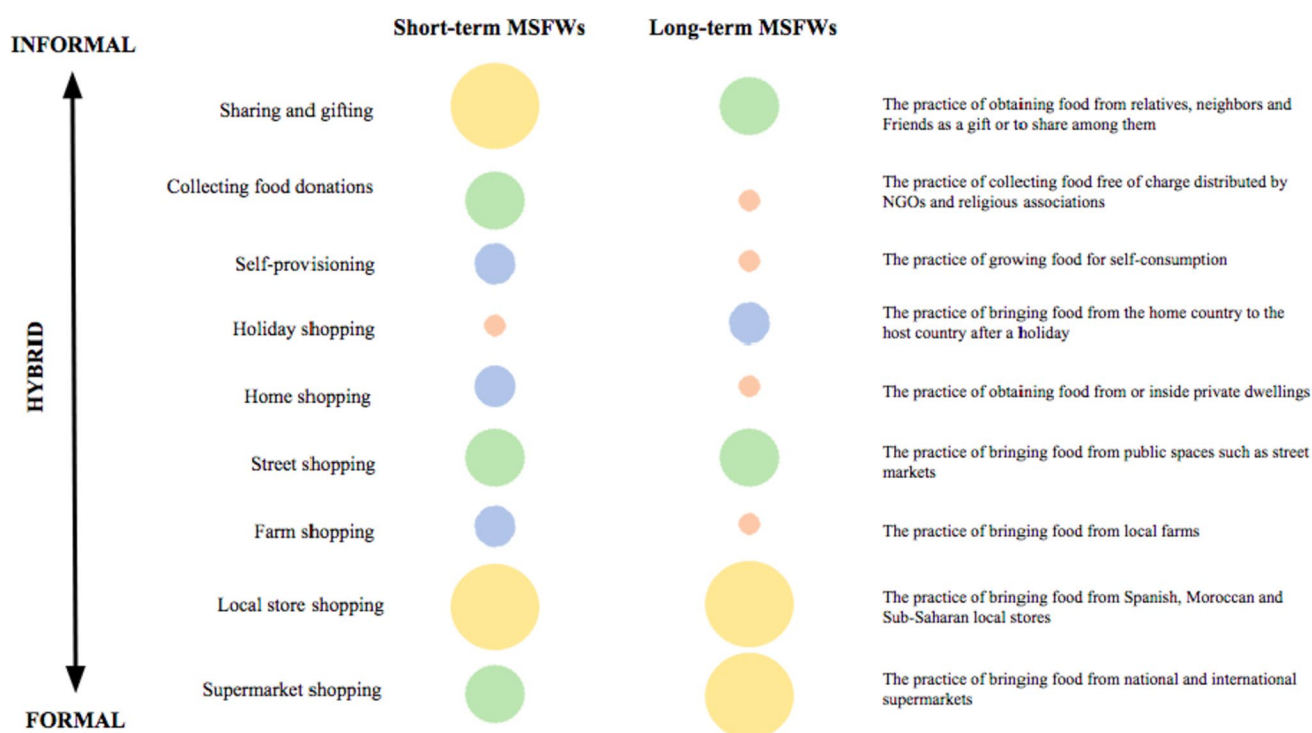 Short-term MSFWs
Long-term MSFWs
INFORMAL
HYBRID
FORMAL
Sharing and gifting
The practice of obtaining food from relatives, neighbors and
Friends as a gift or to share among them
Collecting food donations
The practice of collecting food free of charge distributed by
NGOs and religious associations
Self-provisioning
The practice of growing food for self-consumption
Holiday shopping
The practice of bringing food from the home country to the
host country after a holiday
Home shopping
The practice of obtaining food from or inside private dwellings
Street shopping
The practice of bringing food from public spaces such as street
markets
Farm shopping
The practice of bringing food from local farms
Local store shopping
The practice of bringing food from Spanish, Moroccan and
Sub-Saharan local stores
Supermarket shopping
The practice of bringing food from national and international
supermarkets